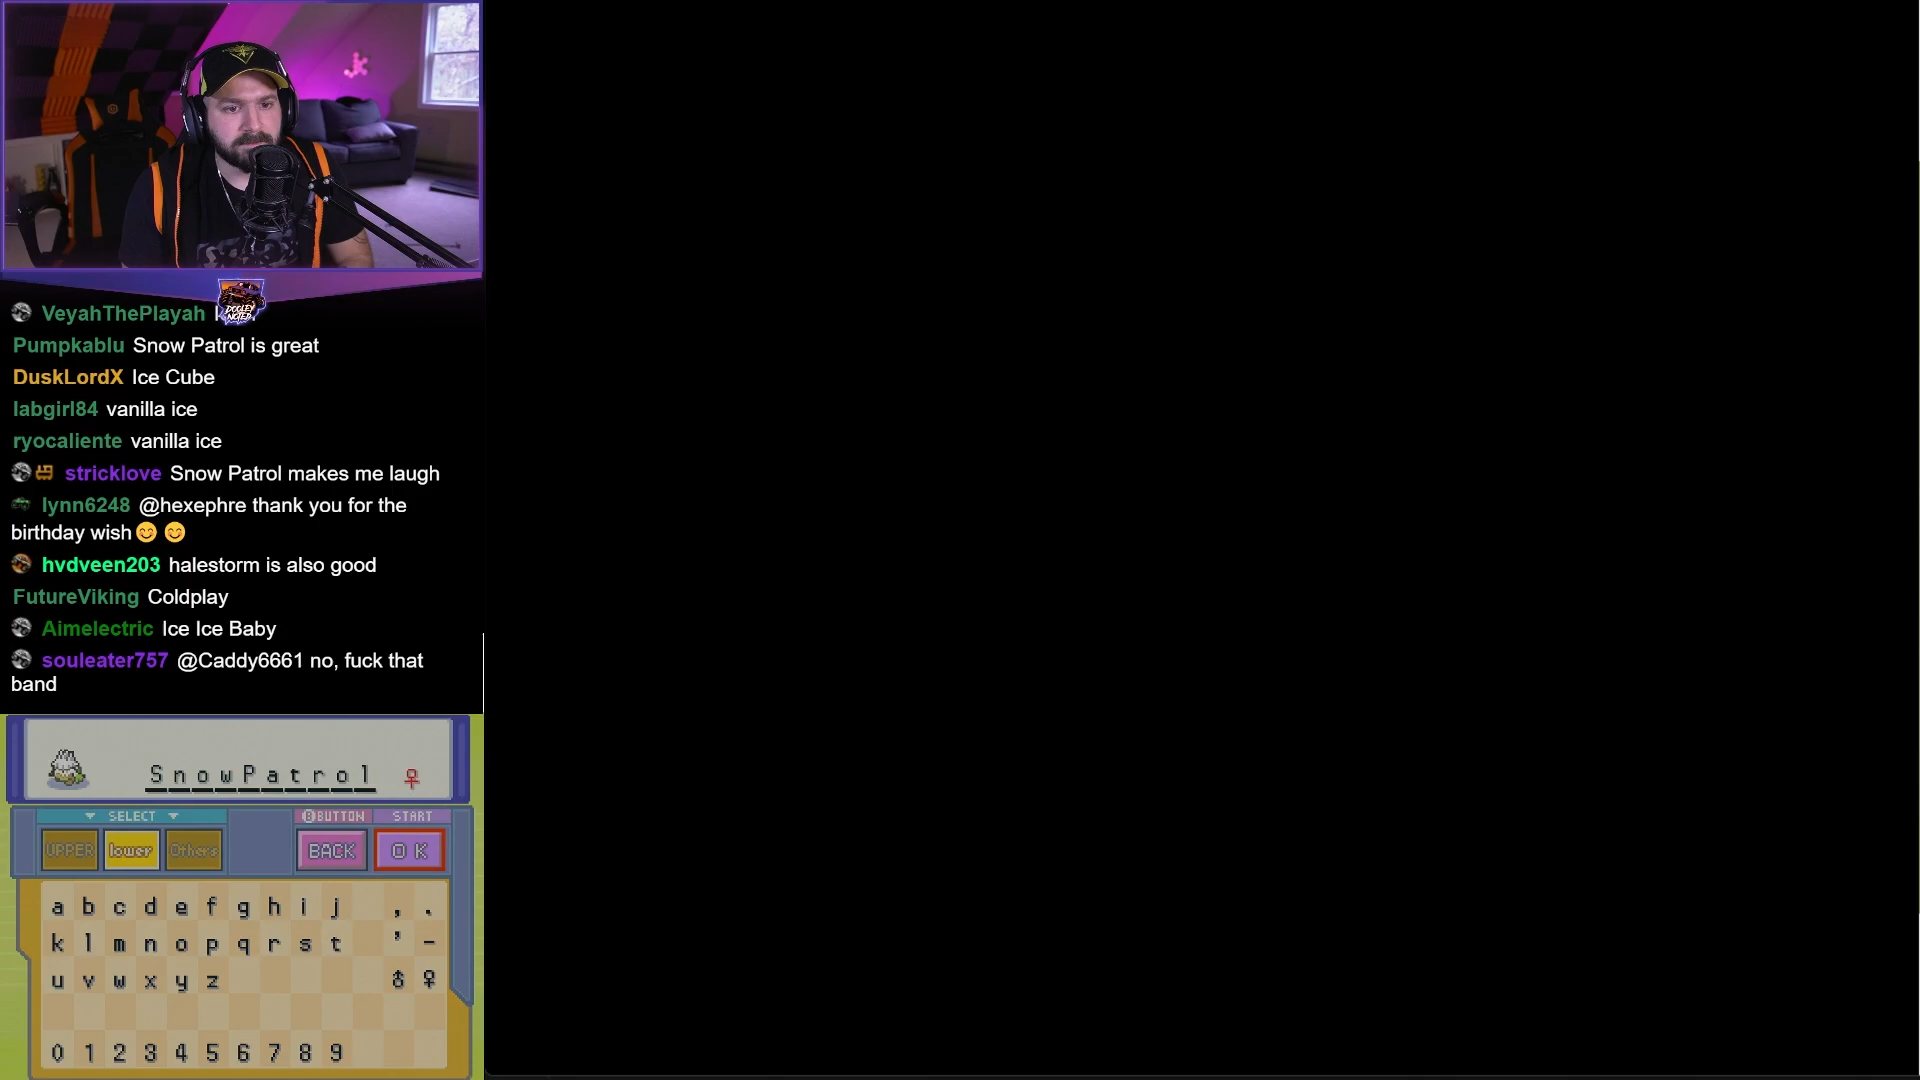 DOOLEY
NOTED
VeyahThePlayah
Pumpkablu Snow Patrol is great
DuskLordX Ice Cube
labgirl84 vanilla ice
ryocaliente vanilla ice
stricklove Snow Patrol makes me laugh
lynn6248 @hexephre thank you for the
birthday wish😊 😊
hvdveen203 halestorm is also good
FutureViking Coldplay
Aimelectric Ice Ice Baby
souleater757 @Caddy6661 no, fuck that
band
SnowPatrol ♀
▼ SELECT ▼ B BUTTON START
UPPER lower Others BACK OK
a b c d e f g h i j , .
k l m n o p q r s t ' -
u v w x y z ♂ ♀
0 1 2 3 4 5 6 7 8 9